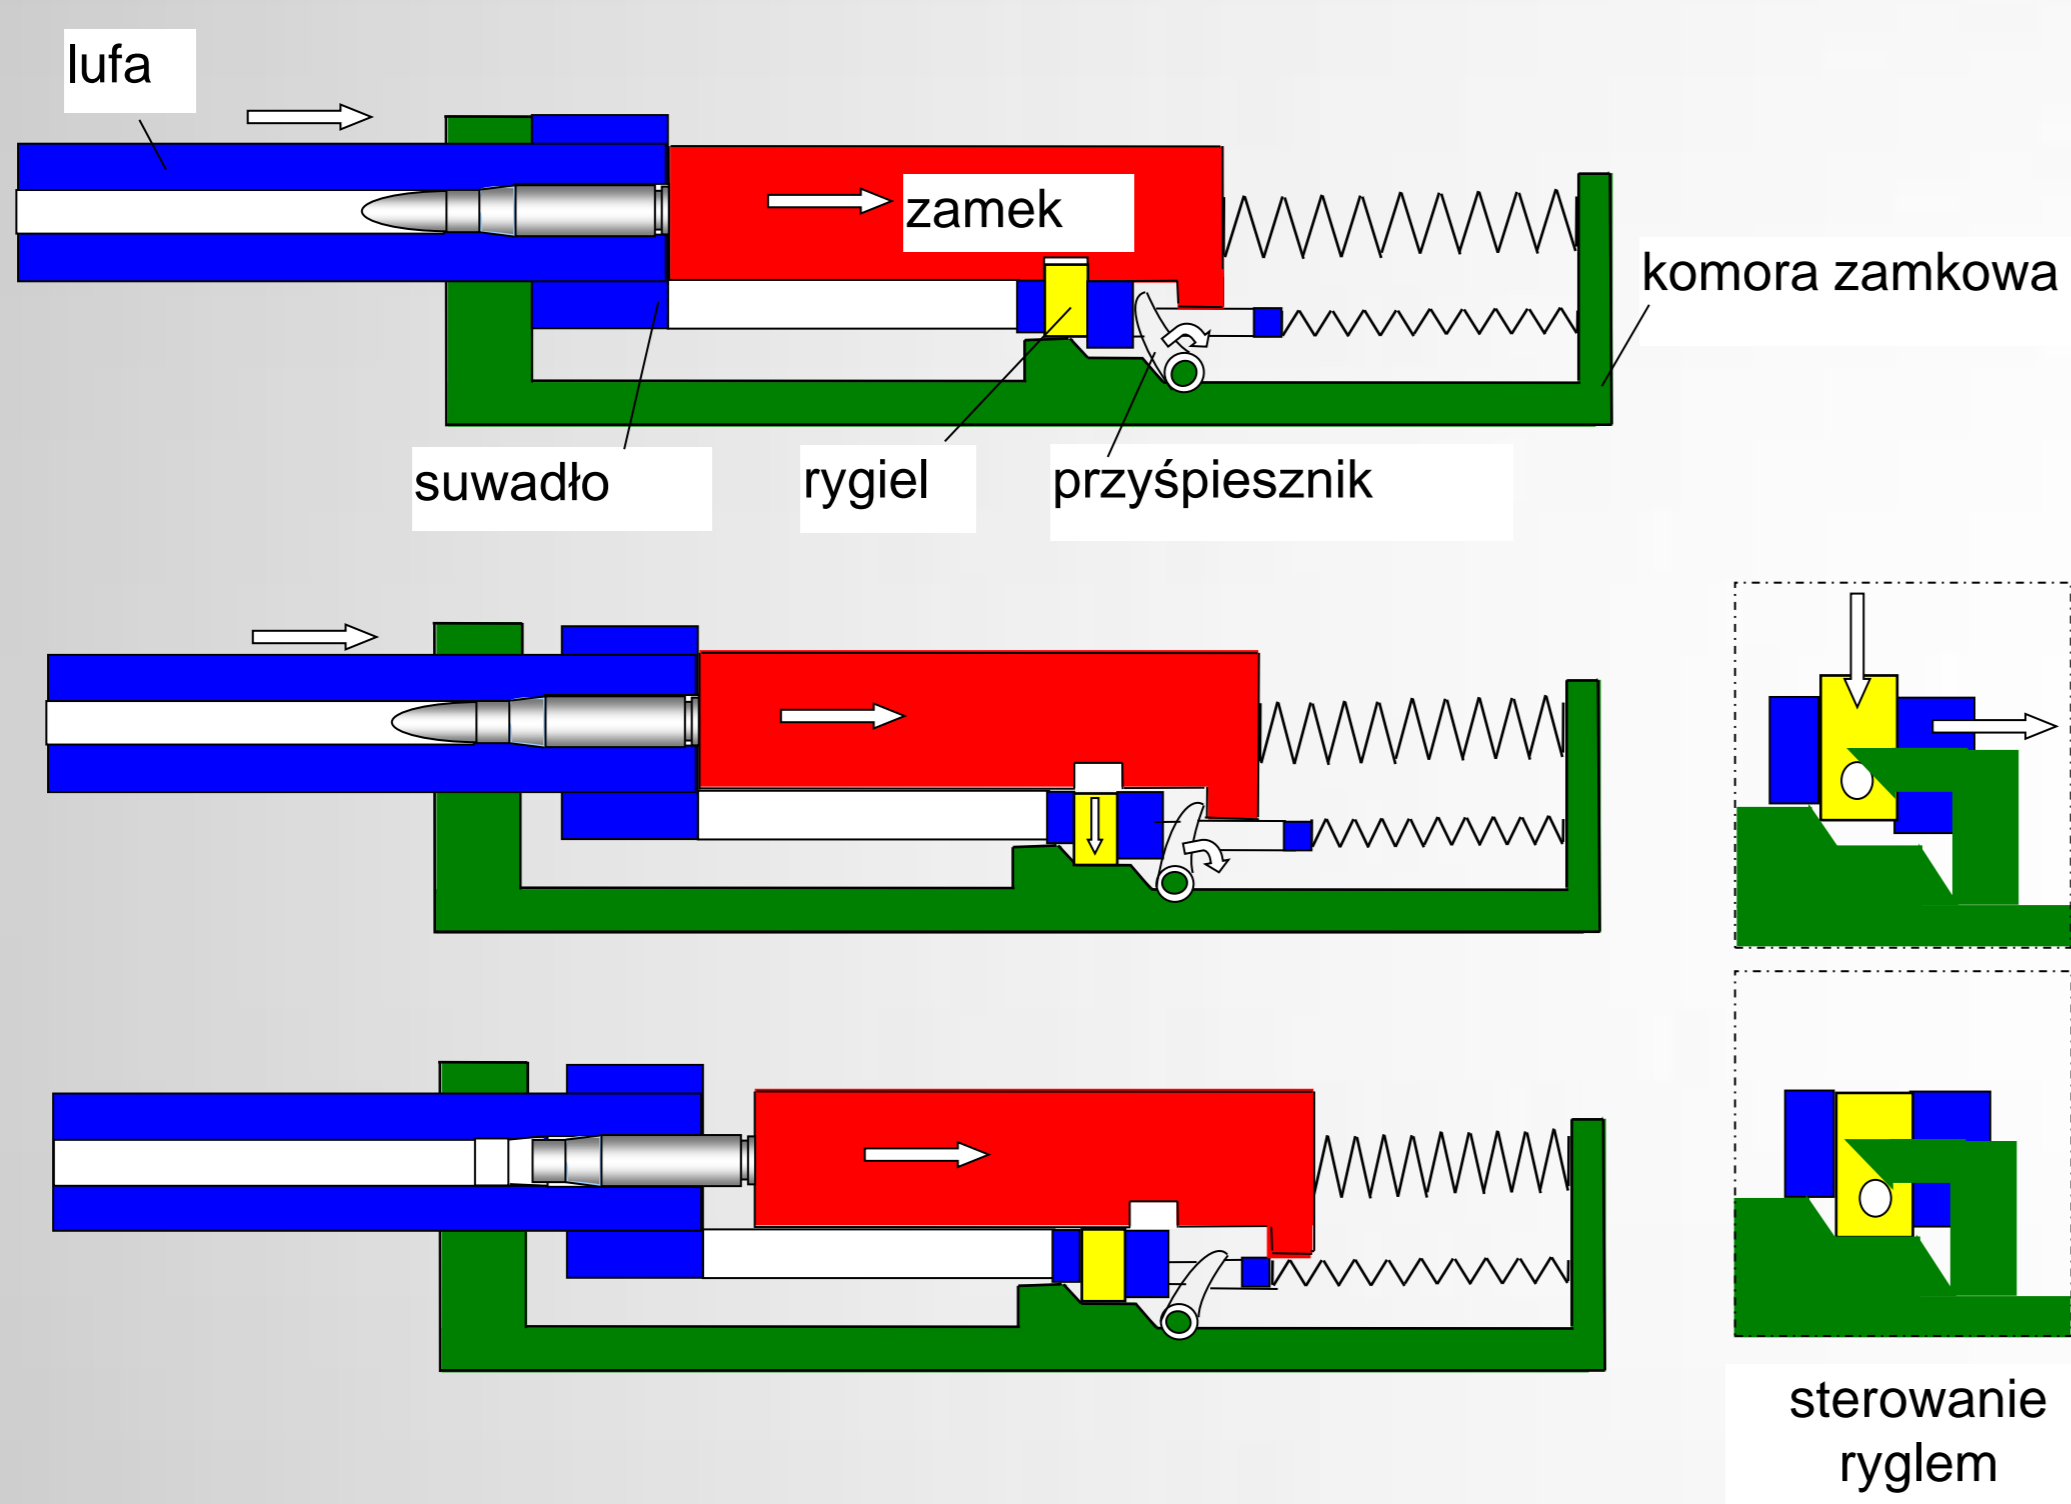 lufa
zamek
komora zamkowa
suwadło
rygiel
przyśpiesznik
sterowanie
ryglem